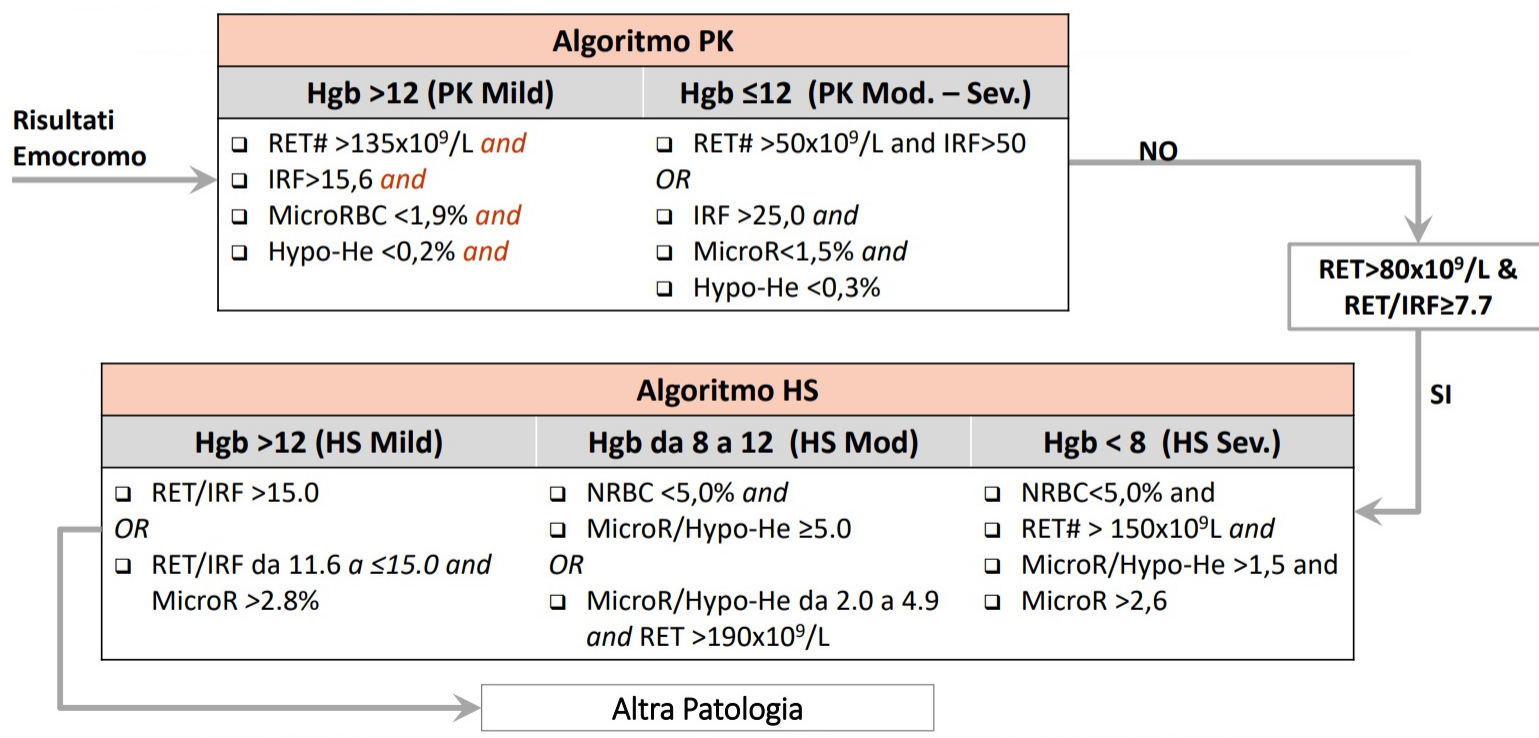 Algoritmo PK
Hgb >12 (PK Mild)
Hgb ≤12 (PK Mod. – Sev.)
Risultati
Emocromo
❑ RET# >135x10⁹/L and
❑ IRF>15,6 and
❑ MicroRBC <1,9% and
❑ Hypo-He <0,2% and
❑ RET# >50x10⁹/L and IRF>50
OR
❑ IRF >25,0 and
❑ MicroR<1,5% and
❑ Hypo-He <0,3%
NO
RET>80x10⁹/L &
RET/IRF≥7.7
SI
Algoritmo HS
Hgb >12 (HS Mild)
Hgb da 8 a 12 (HS Mod)
Hgb < 8 (HS Sev.)
❑ RET/IRF >15.0
OR
❑ RET/IRF da 11.6 a ≤15.0 and
MicroR >2.8%
❑ NRBC <5,0% and
❑ MicroR/Hypo-He ≥5.0
OR
❑ MicroR/Hypo-He da 2.0 a 4.9
and RET >190x10⁹/L
❑ NRBC<5,0% and
❑ RET# > 150x10⁹L and
❑ MicroR/Hypo-He >1,5 and
❑ MicroR >2,6
Altra Patologia